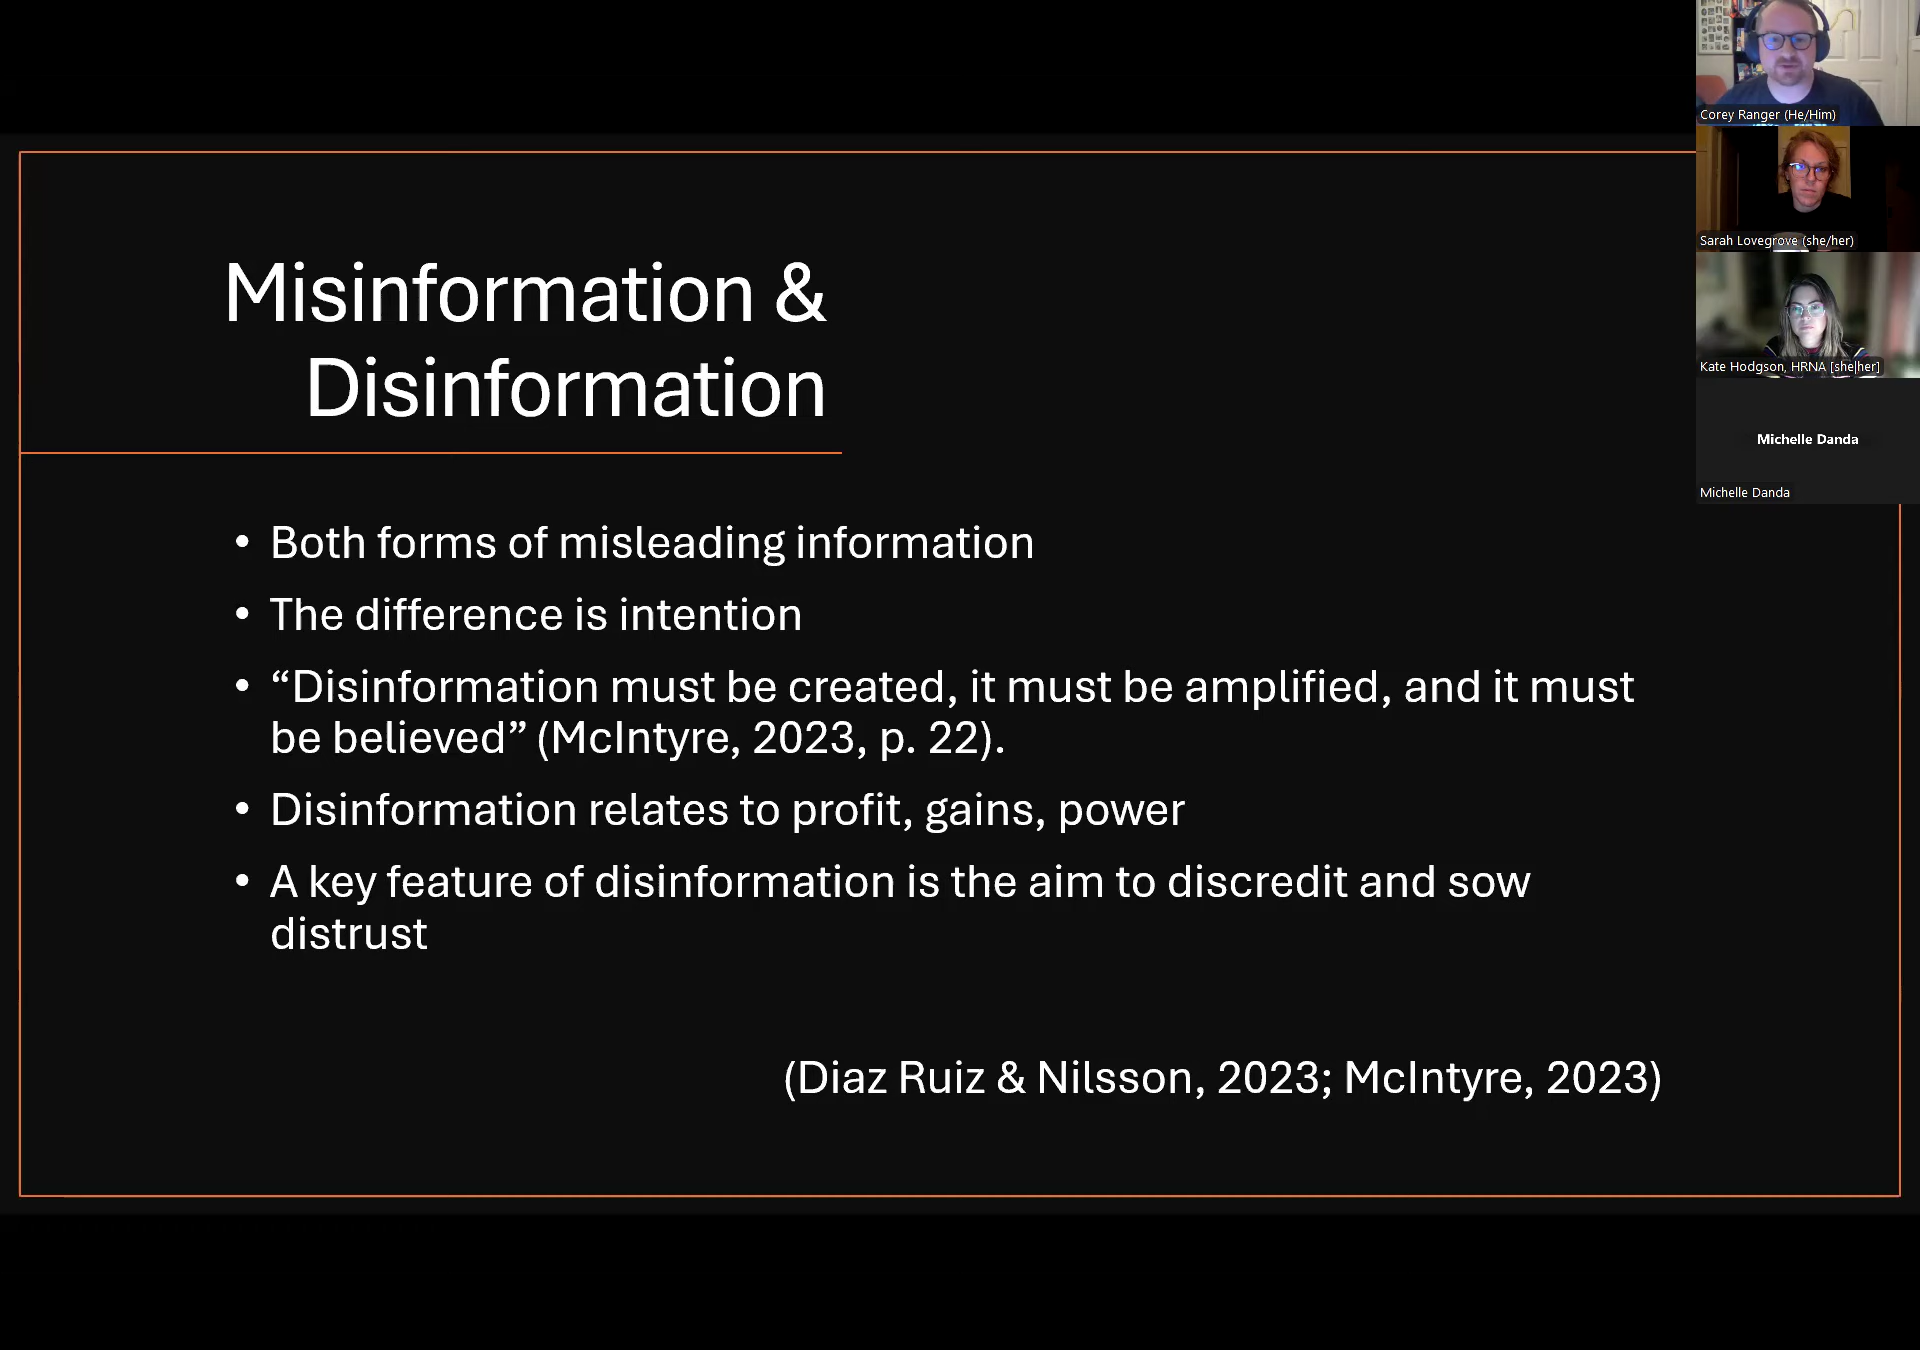 Misinformation &
Disinformation
• Both forms of misleading information
• The difference is intention
• “Disinformation must be created, it must be amplified, and it must
be believed” (McIntyre, 2023, p. 22).
• Disinformation relates to profit, gains, power
• A key feature of disinformation is the aim to discredit and sow
distrust
(Diaz Ruiz & Nilsson, 2023; McIntyre, 2023)
Corey Ranger (He/Him)
Sarah Lovegrove (she/her)
Kate Hodgson, HRNA [she|her]
Michelle Danda
Michelle Danda